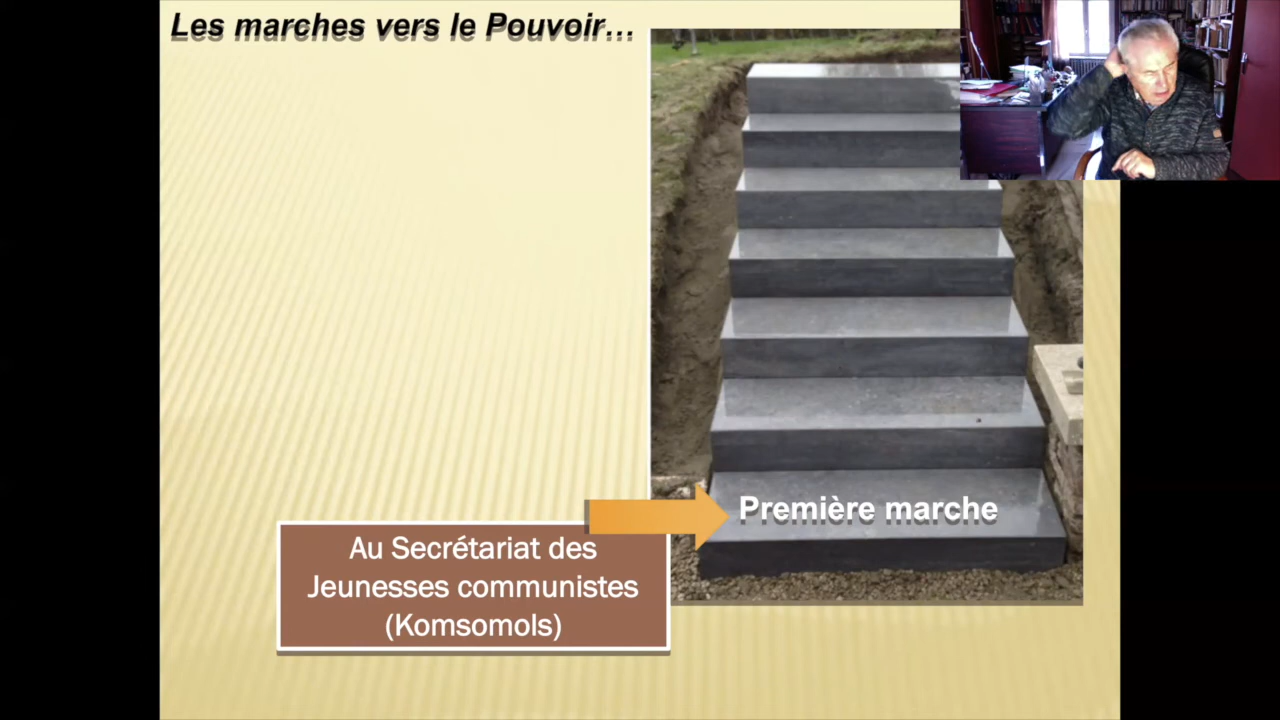 Les marches vers le Pouvoir…
Première marche
Au Secrétariat des
Jeunesses communistes
(Komsomols)